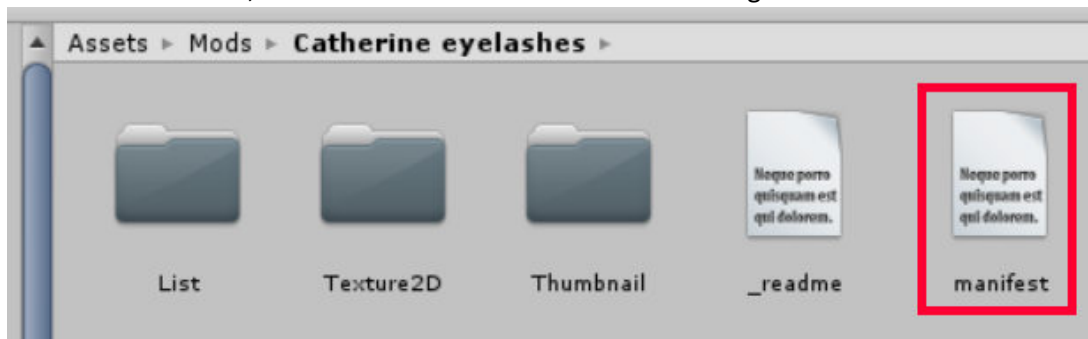 Assets ▸ Mods ▸ Catherine eyelashes ▸
Neque porro
quisquam est
qui dolorem.
Neque porro
quisquam est
qui dolorem.
List Texture2D Thumbnail _readme manifest